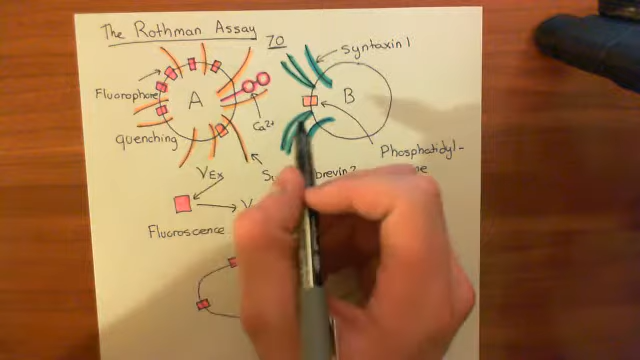 The Rothman Assay
70
Syntaxin 1
Fluorophore
A
B
Ca2+
quenching
Phosphatidyl-
VEx
Fluoroscence